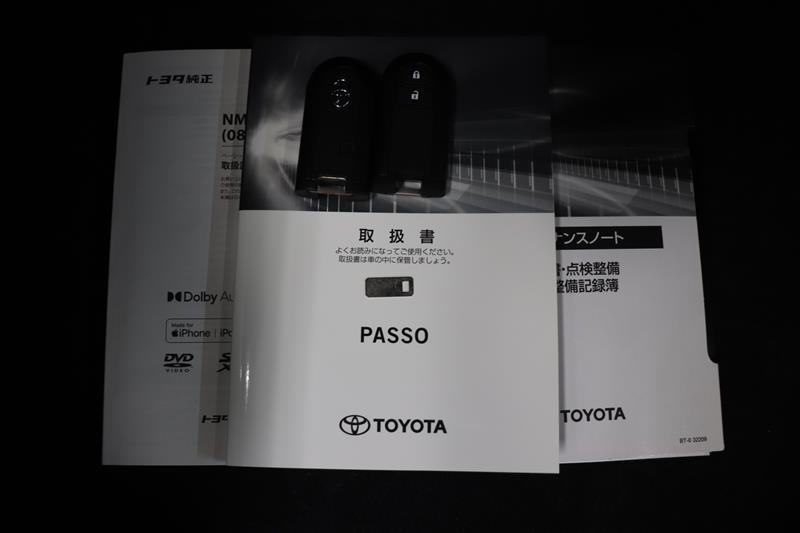 トヨタ純正
NM
(08
取扱
Dolby Au
Made for
iPhone | iPo
DVD
VIDEO
トヨ
取扱書
よくお読みになってご使用ください。
取扱書は車の中に保管しましょう。
PASSO
TOYOTA
ナンスノート
・点検整備
整備記録簿
TOYOTA
BT-0 32209